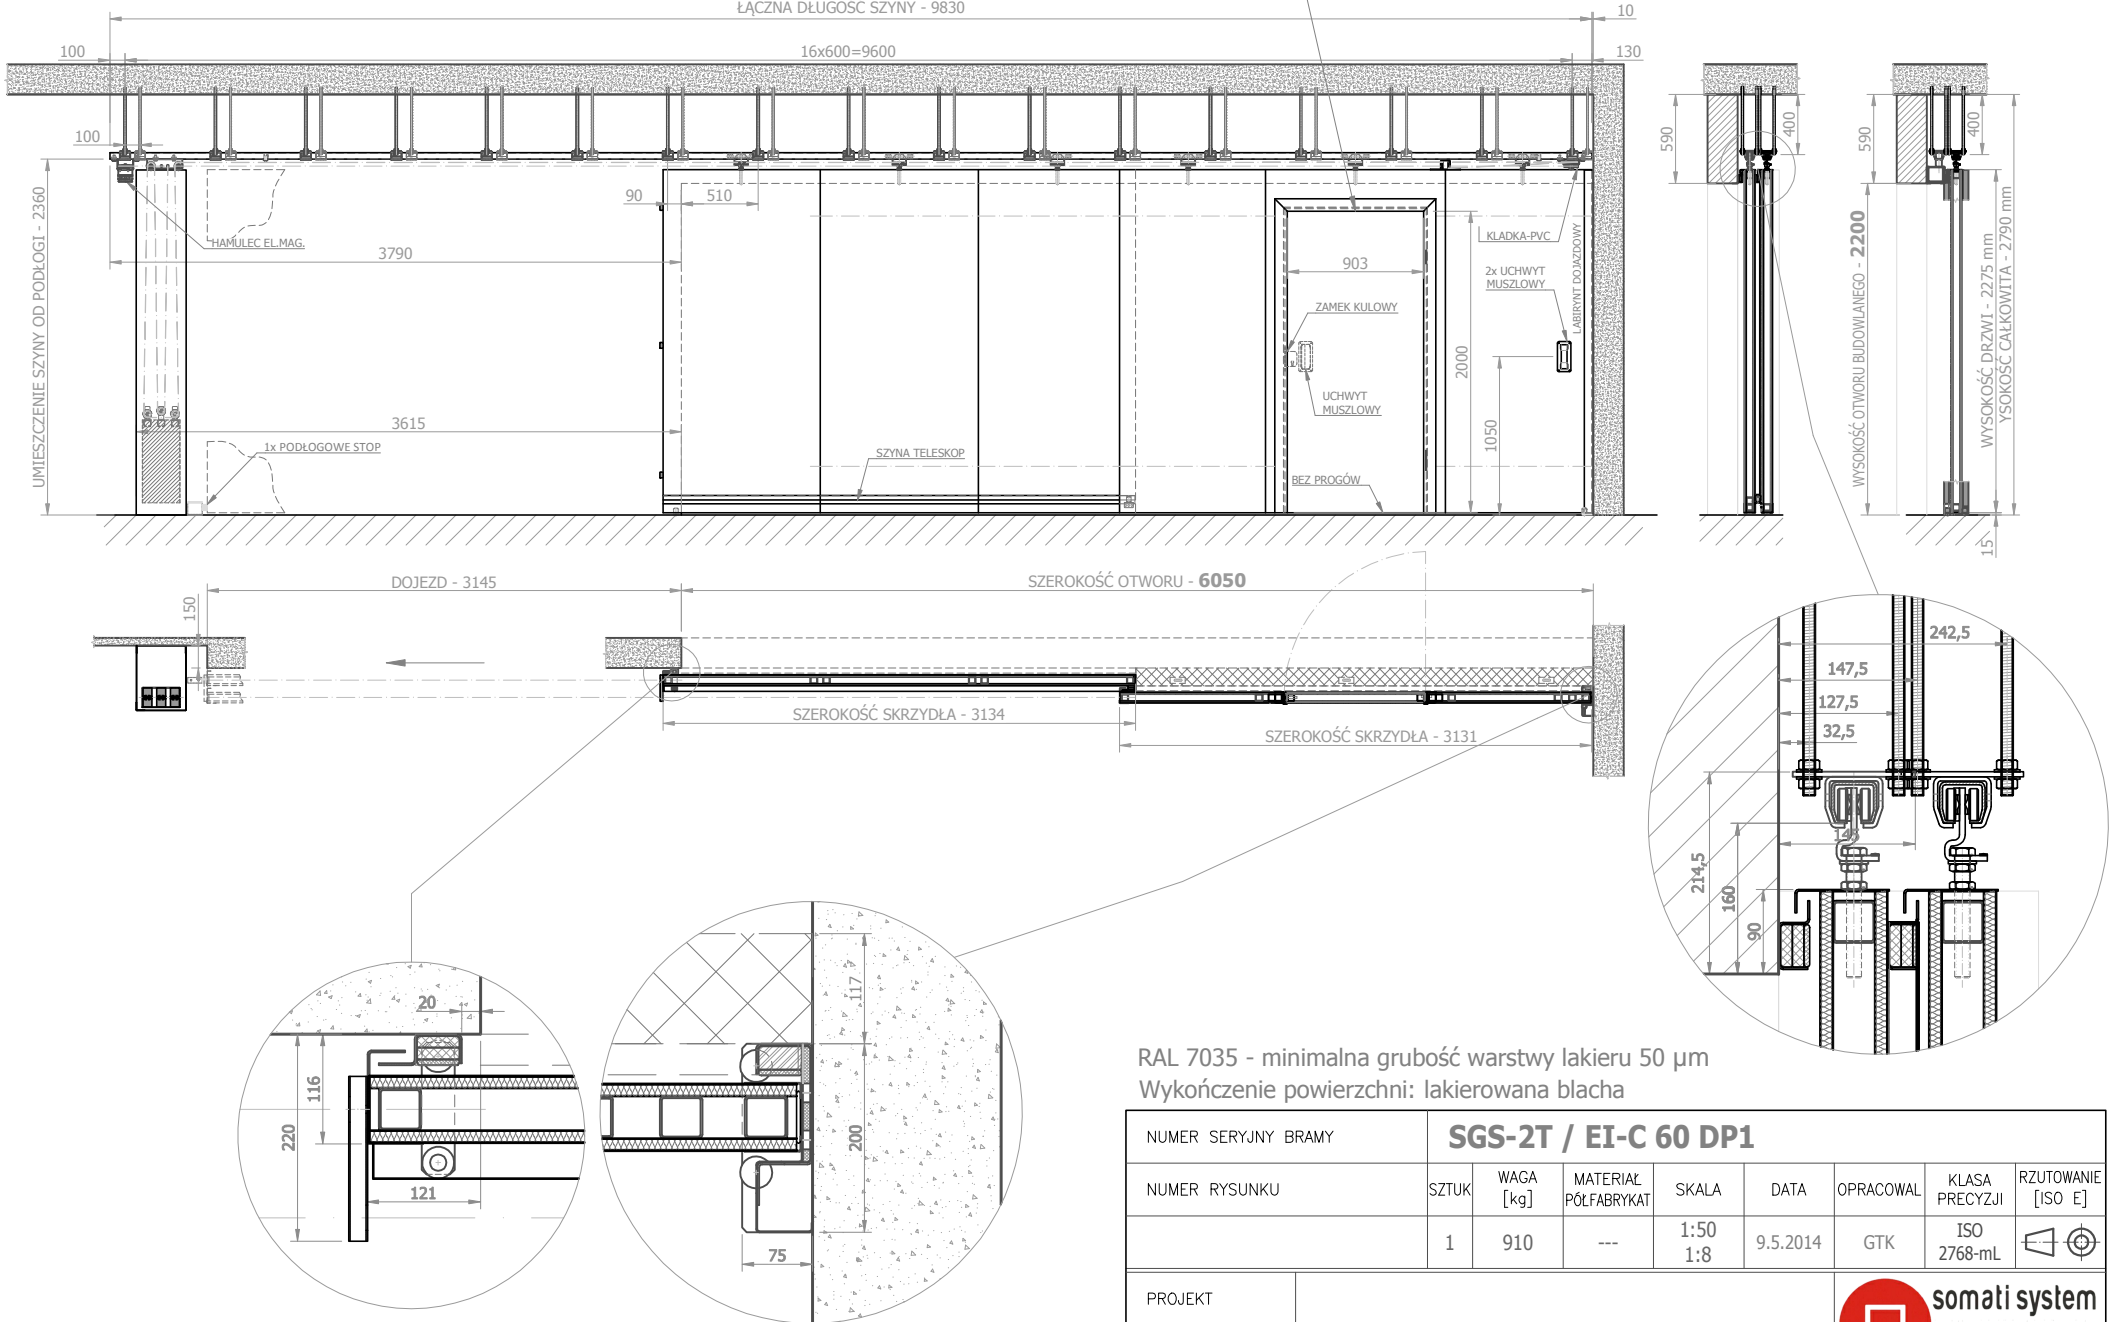 ŁĄCZNA DŁUGOŚĆ SZYNY - 9830
10
100
16x600=9600
130
100
590
400
590
400
UMIESZCZENIE SZYNY OD PODŁOGI - 2360
HAMULEC EL.MAG.
3790
90
510
KLADKA-PVC
903
2x UCHWYT
MUSZLOWY
LABIRYNT DOJAZDOWY
ZAMEK KULOWY
2000
UCHWYT
MUSZLOWY
1050
3615
1x PODŁOGOWE STOP
SZYNA TELESKOP
BEZ PROGÓW
WYSOKOŚĆ OTWORU BUDOWLANEGO - 2200
WYSOKOŚĆ DRZWI - 2275 mm
YSOKOŚĆ CAŁKOWITA - 2790 mm
15
DOJEZD - 3145
SZEROKOŚĆ OTWORU - 6050
150
SZEROKOŚĆ SKRZYDŁA - 3134
SZEROKOŚĆ SKRZYDŁA - 3131
242,5
147,5
127,5
32,5
145
214,5
160
90
20
116
220
121
117
200
75
RAL 7035 - minimalna grubość warstwy lakieru 50 µm
Wykończenie powierzchni: lakierowana blacha
NUMER SERYJNY BRAMY
SGS-2T / EI-C 60 DP1
NUMER RYSUNKU
SZTUK
WAGA
[kg]
MATERIAŁ
PÓŁFABRYKAT
SKALA
DATA
OPRACOWAL
KLASA
PRECYZJI
RZUTOWANIE
[ISO E]
1
910
---
1:50
1:8
9.5.2014
GTK
ISO
2768-mL
PROJEKT
somati system